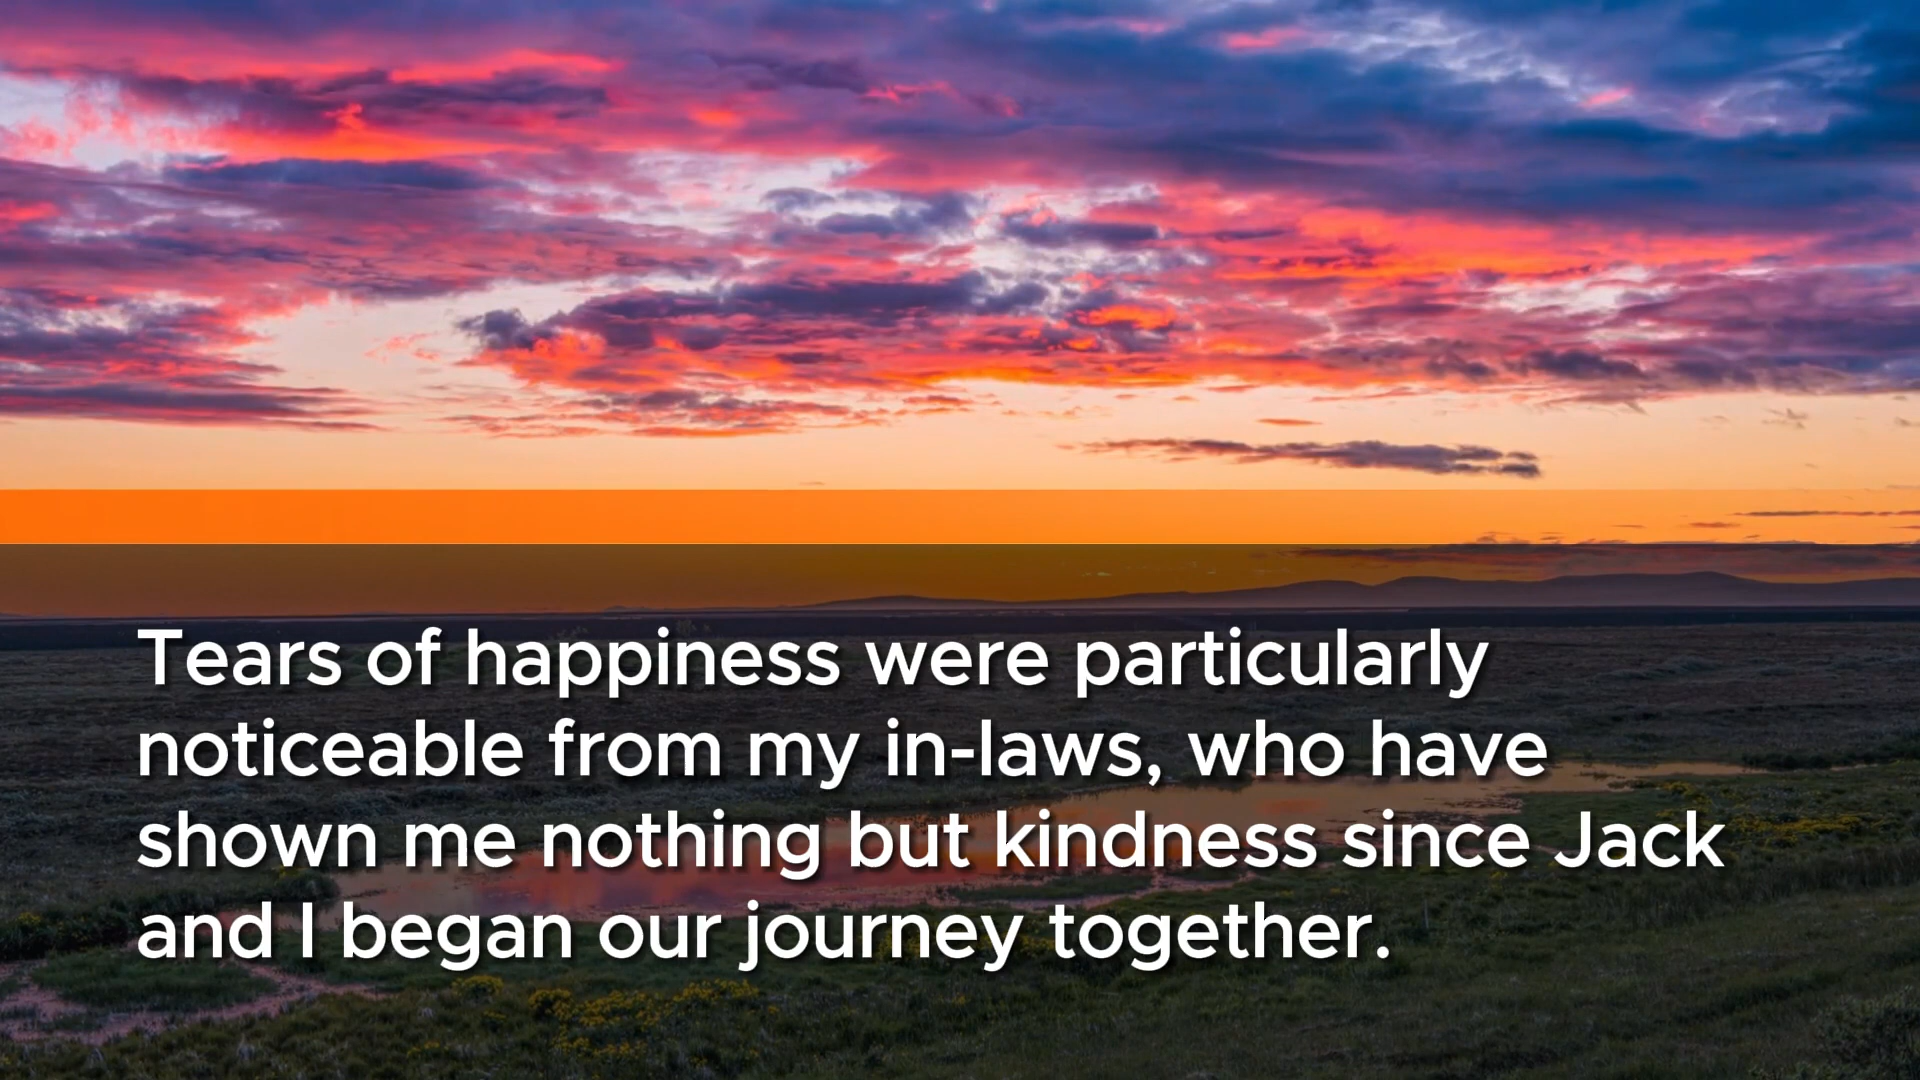 Tears of happiness were particularly
noticeable from my in-laws, who have
shown me nothing but kindness since Jack
and I began our journey together.